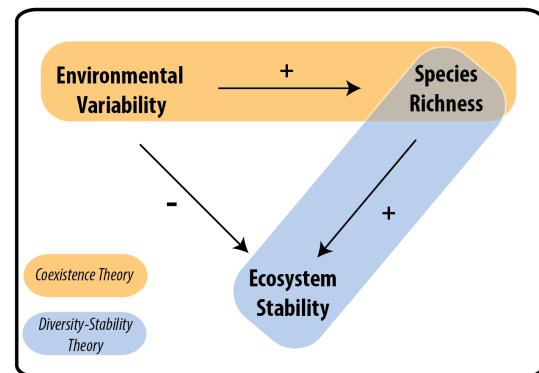 Environmental
Variability
+
Species
Richness
-
+
Ecosystem
Stability
Coexistence Theory
Diversity-Stability
Theory